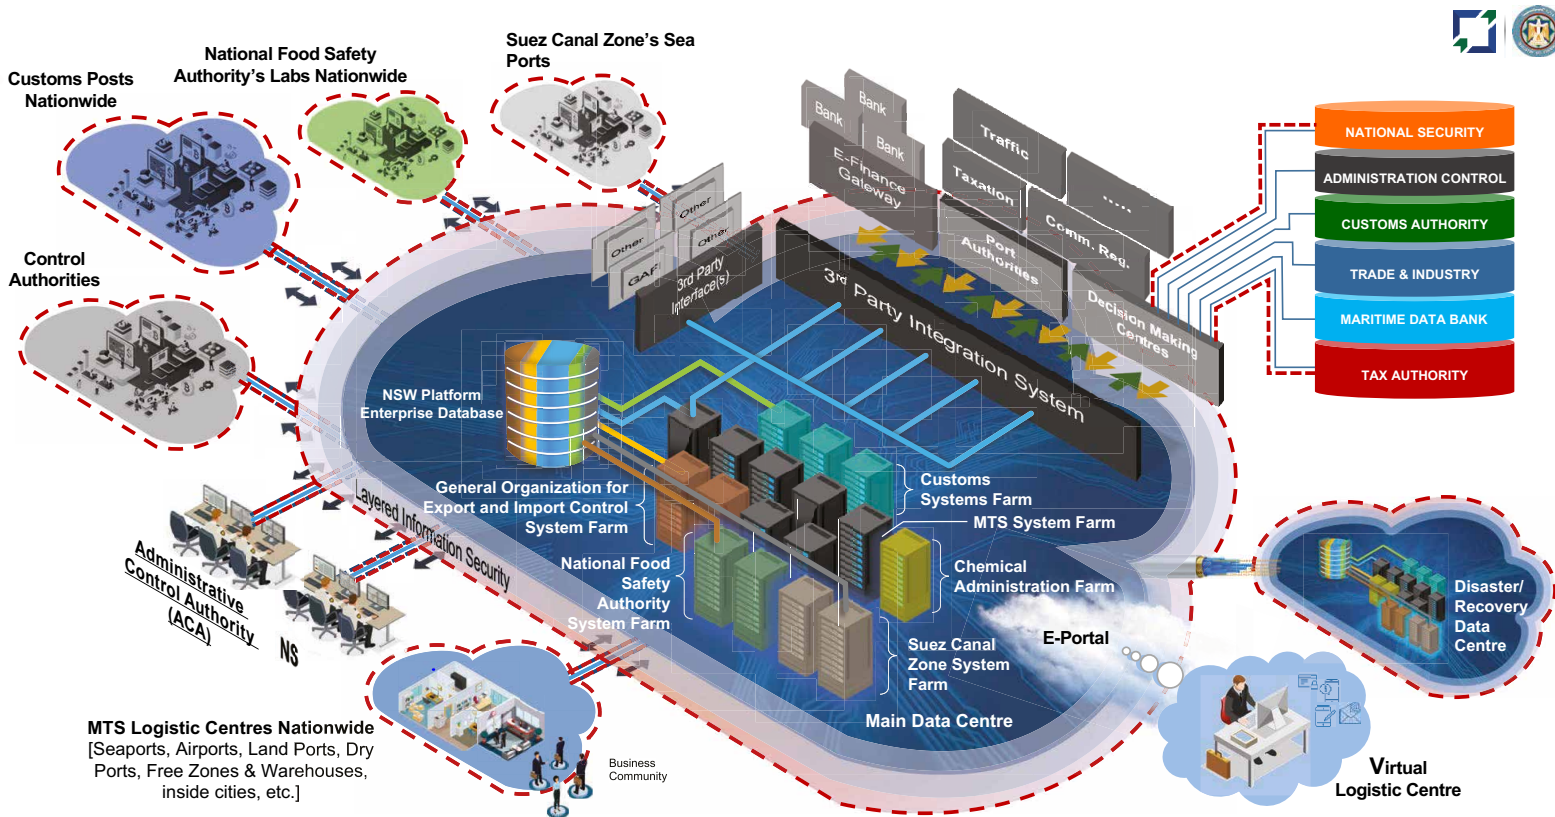 Suez Canal Zone's Sea
Ports
National Food Safety
Authority's Labs Nationwide
Customs Posts
Nationwide
Control
Authorities
Bank
Bank
Bank
E-Finance
Gateway
Traffic
Taxation
.....
Comm. Reg.
Port
Authorities
Decision Making
Centres
Other
Other
Other
3rd Party
Interface(s)
3rd Party Integration System
NATIONAL SECURITY
ADMINISTRATION CONTROL
CUSTOMS AUTHORITY
TRADE & INDUSTRY
MARITIME DATA BANK
TAX AUTHORITY
NSW Platform
Enterprise Database
General Organization for
Export and Import Control
System Farm
National Food
Safety
Authority
System Farm
Customs
Systems Farm
MTS System Farm
Chemical
Administration Farm
Suez Canal
Zone System
Farm
Main Data Centre
Layered Information Security
E-Portal
Disaster/
Recovery
Data
Centre
Administrative
Control Authority
(ACA)
NS
MTS Logistic Centres Nationwide
[Seaports, Airports, Land Ports, Dry
Ports, Free Zones & Warehouses,
inside cities, etc.]
Business
Community
Virtual
Logistic Centre